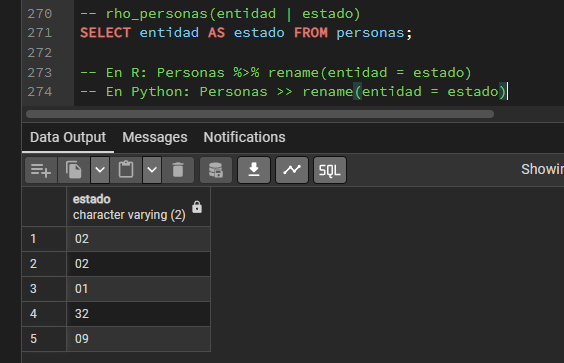 270 -- rho_personas(entidad | estado)
271 SELECT entidad AS estado FROM personas;
272
273 -- En R: Personas %>% rename(entidad = estado)
274 -- En Python: Personas >> rename(entidad = estado)
Data Output Messages Notifications
SQL Showir
estado
character varying (2)
1 02
2 02
3 01
4 32
5 09